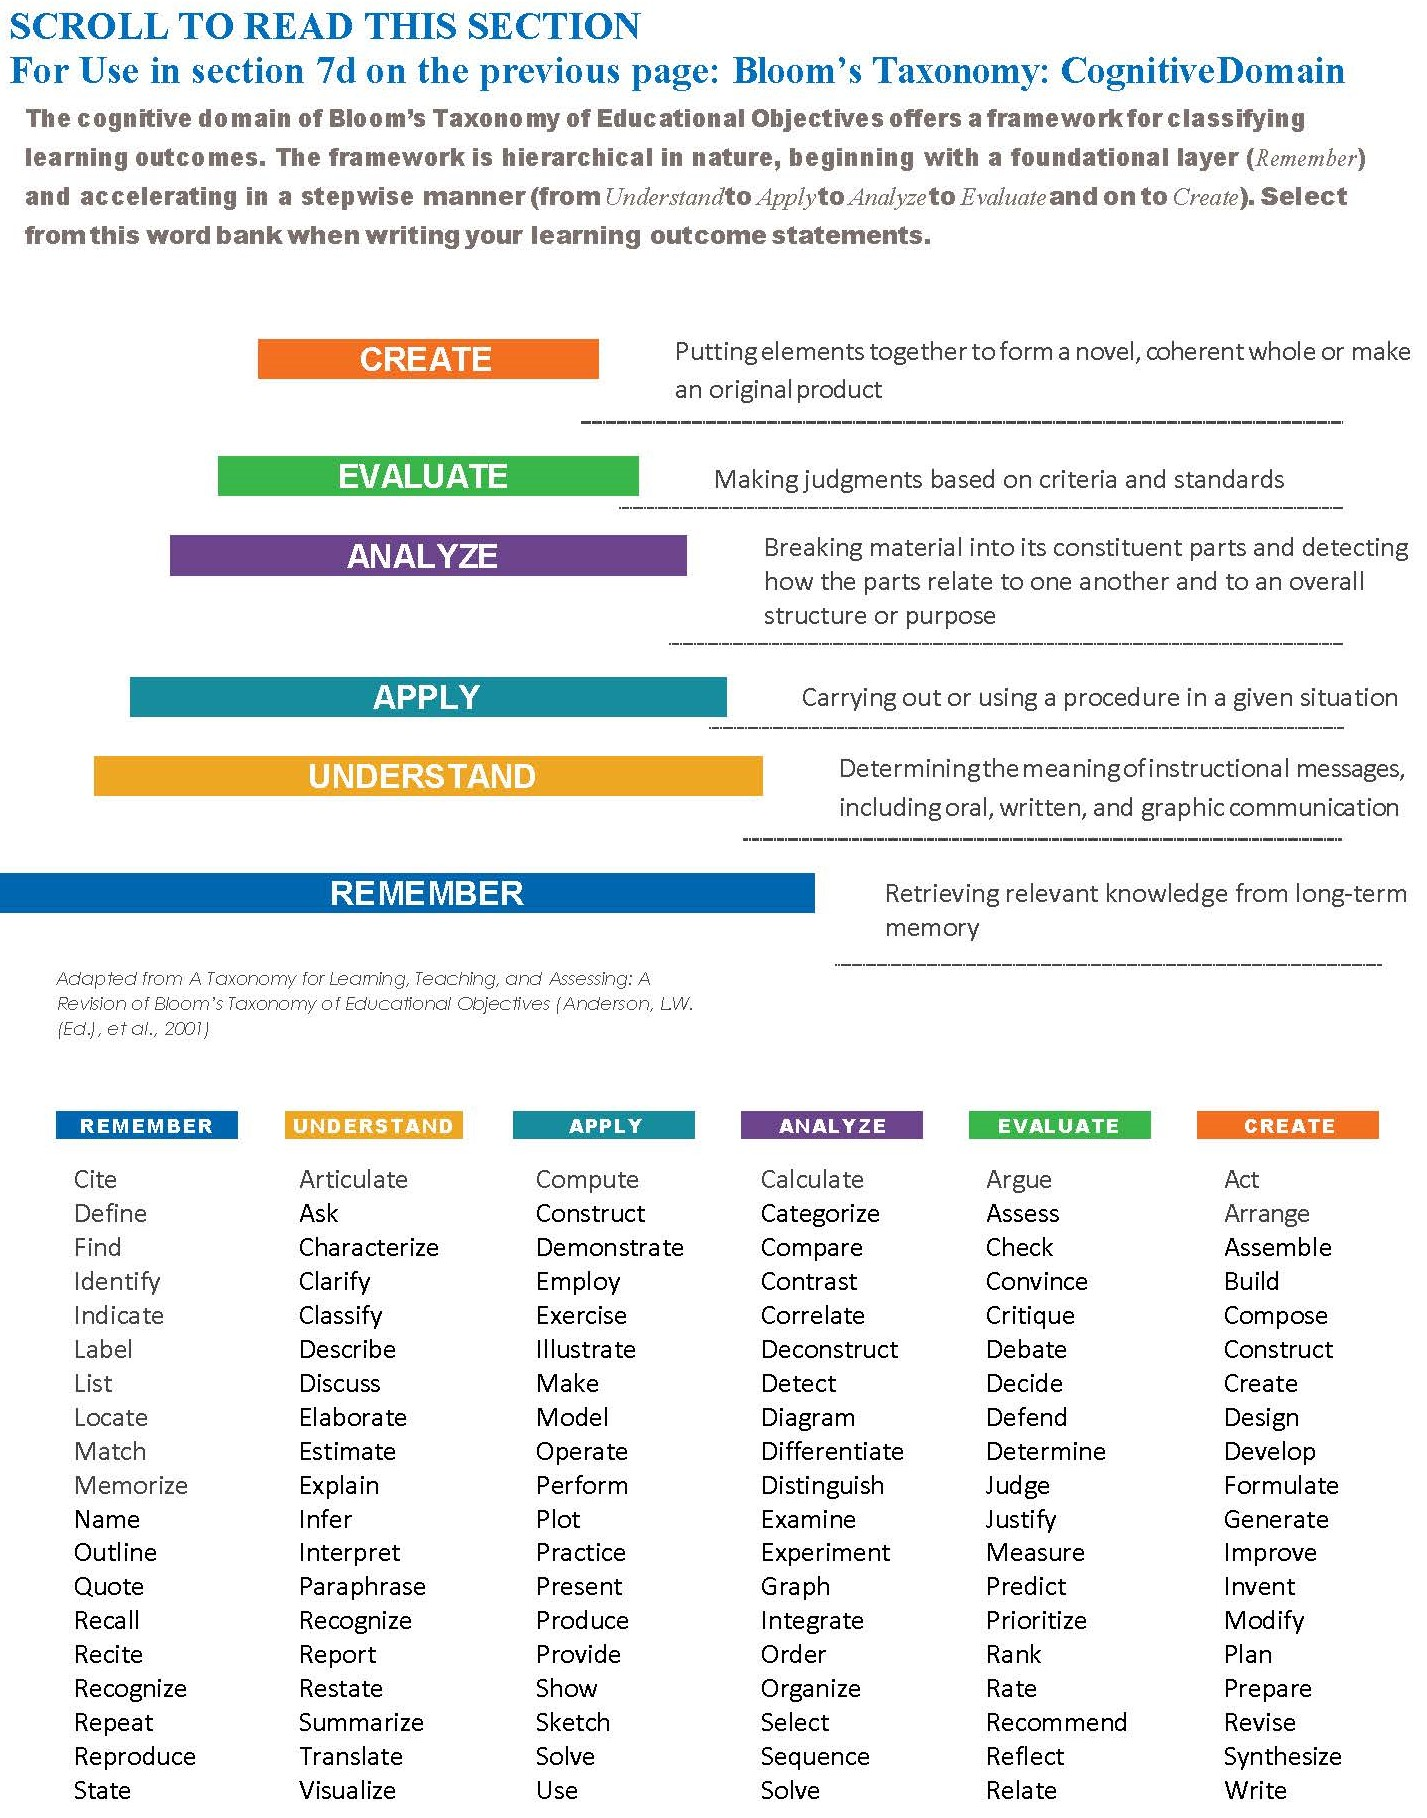 SCROLL TO READ THIS SECTION
For Use in section 7d on the previous page: Bloom's Taxonomy: Cognitive Domain
The cognitive domain of Bloom's Taxonomy of Educational Objectives offers a framework for classifying
learning outcomes. The framework is hierarchical in nature, beginning with a foundational layer (Remember)
and accelerating in a stepwise manner (from Understand to Apply to Analyze to Evaluate and on to Create). Select
from this word bank when writing your learning outcome statements.
CREATE
Putting elements together to form a novel, coherent whole or make
an original product
EVALUATE
Making judgments based on criteria and standards
ANALYZE
Breaking material into its constituent parts and detecting
how the parts relate to one another and to an overall
structure or purpose
APPLY
Carrying out or using a procedure in a given situation
UNDERSTAND
Determining the meaning of instructional messages,
including oral, written, and graphic communication
REMEMBER
Retrieving relevant knowledge from long-term
memory
Adapted from A Taxonomy for Learning, Teaching, and Assessing: A
Revision of Bloom's Taxonomy of Educational Objectives (Anderson, L.W.
(Ed.), et al., 2001)
REMEMBER UNDERSTAND APPLY ANALYZE EVALUATE CREATE
Cite Articulate Compute Calculate Argue Act
Define Ask Construct Categorize Assess Arrange
Find Characterize Demonstrate Compare Check Assemble
Identify Clarify Employ Contrast Convince Build
Indicate Classify Exercise Correlate Critique Compose
Label Describe Illustrate Deconstruct Debate Construct
List Discuss Make Detect Decide Create
Locate Elaborate Model Diagram Defend Design
Match Estimate Operate Differentiate Determine Develop
Memorize Explain Perform Distinguish Judge Formulate
Name Infer Plot Examine Justify Generate
Outline Interpret Practice Experiment Measure Improve
Quote Paraphrase Present Graph Predict Invent
Recall Recognize Produce Integrate Prioritize Modify
Recite Report Provide Order Rank Plan
Recognize Restate Show Organize Rate Prepare
Repeat Summarize Sketch Select Recommend Revise
Reproduce Translate Solve Sequence Reflect Synthesize
State Visualize Use Solve Relate Write